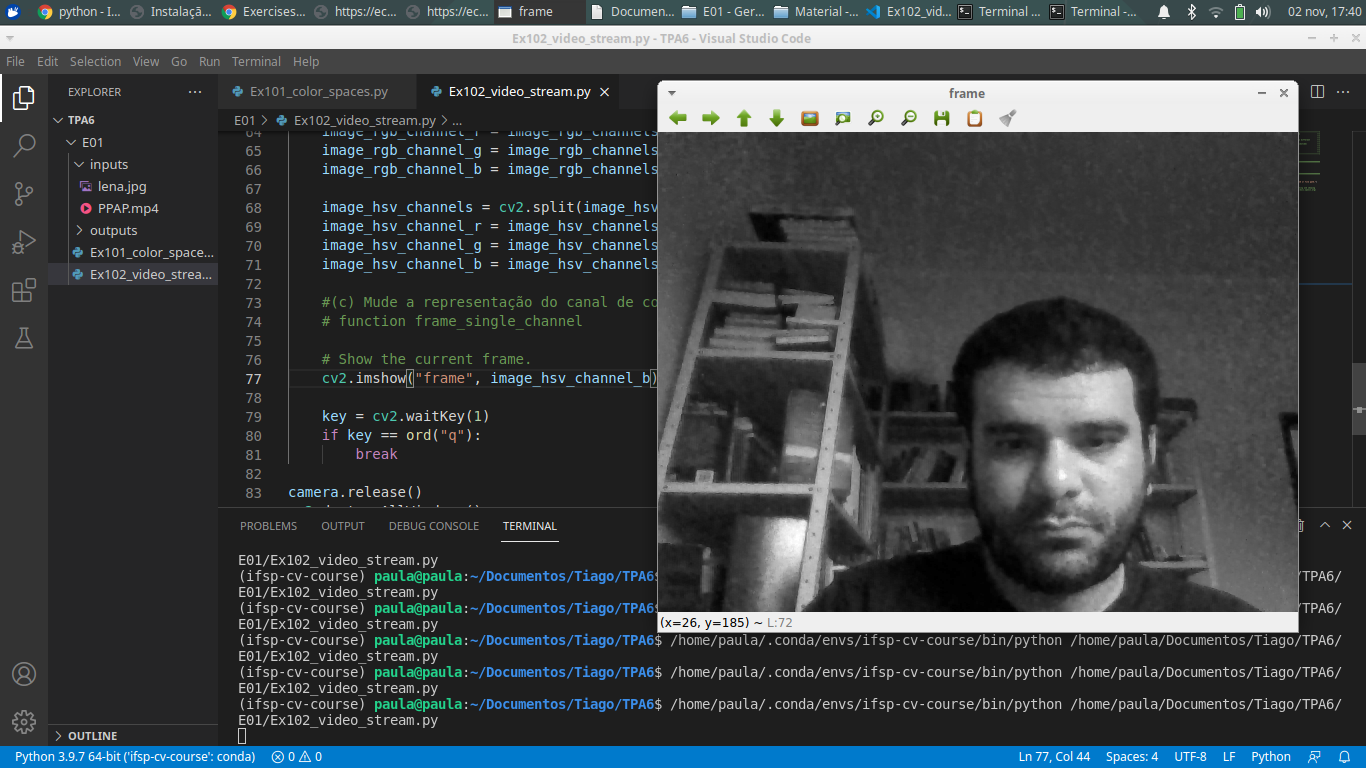 python - I...
Instalaçã...
Exercises...
https://ec...
https://ec...
frame
Documen...
E01 - Ger...
Material -...
Ex102_vid...
Terminal ...
Terminal -...
02 nov, 17:40
Ex102_video_stream.py - TPA6 - Visual Studio Code
File Edit Selection View Go Run Terminal Help
EXPLORER ...
TPA6
E01
inputs
lena.jpg
PPAP.mp4
outputs
Ex101_color_space...
Ex102_video_strea...
OUTLINE
Ex101_color_spaces.py
Ex102_video_stream.py
E01 > Ex102_video_stream.py > ...
64 image_rgb_channel_r = image_rgb_channels
65 image_rgb_channel_g = image_rgb_channels
66 image_rgb_channel_b = image_rgb_channels
67
68 image_hsv_channels = cv2.split(image_hsv
69 image_hsv_channel_r = image_hsv_channels
70 image_hsv_channel_g = image_hsv_channels
71 image_hsv_channel_b = image_hsv_channels
72
73 #(c) Mude a representação do canal de co
74 # function frame_single_channel
75
76 # Show the current frame.
77 cv2.imshow("frame", image_hsv_channel_b)
78
79 key = cv2.waitKey(1)
80 if key == ord("q"):
81 break
82
83 camera.release()
frame
(x=26, y=185) ~ L:72
PROBLEMS OUTPUT DEBUG CONSOLE TERMINAL
E01/Ex102_video_stream.py
(ifsp-cv-course) paula@paula:~/Documentos/Tiago/TPA6$ /TPA6/
E01/Ex102_video_stream.py
(ifsp-cv-course) paula@paula:~/Documentos/Tiago/TPA6$ /TPA6/
E01/Ex102_video_stream.py
(ifsp-cv-course) paula@paula:~/Documentos/Tiago/TPA6$ /home/paula/.conda/envs/ifsp-cv-course/bin/python /home/paula/Documentos/Tiago/TPA6/
E01/Ex102_video_stream.py
(ifsp-cv-course) paula@paula:~/Documentos/Tiago/TPA6$ /home/paula/.conda/envs/ifsp-cv-course/bin/python /home/paula/Documentos/Tiago/TPA6/
E01/Ex102_video_stream.py
(ifsp-cv-course) paula@paula:~/Documentos/Tiago/TPA6$ /home/paula/.conda/envs/ifsp-cv-course/bin/python /home/paula/Documentos/Tiago/TPA6/
E01/Ex102_video_stream.py
Python 3.9.7 64-bit ('ifsp-cv-course': conda) 0 0 Ln 77, Col 44 Spaces: 4 UTF-8 LF Python